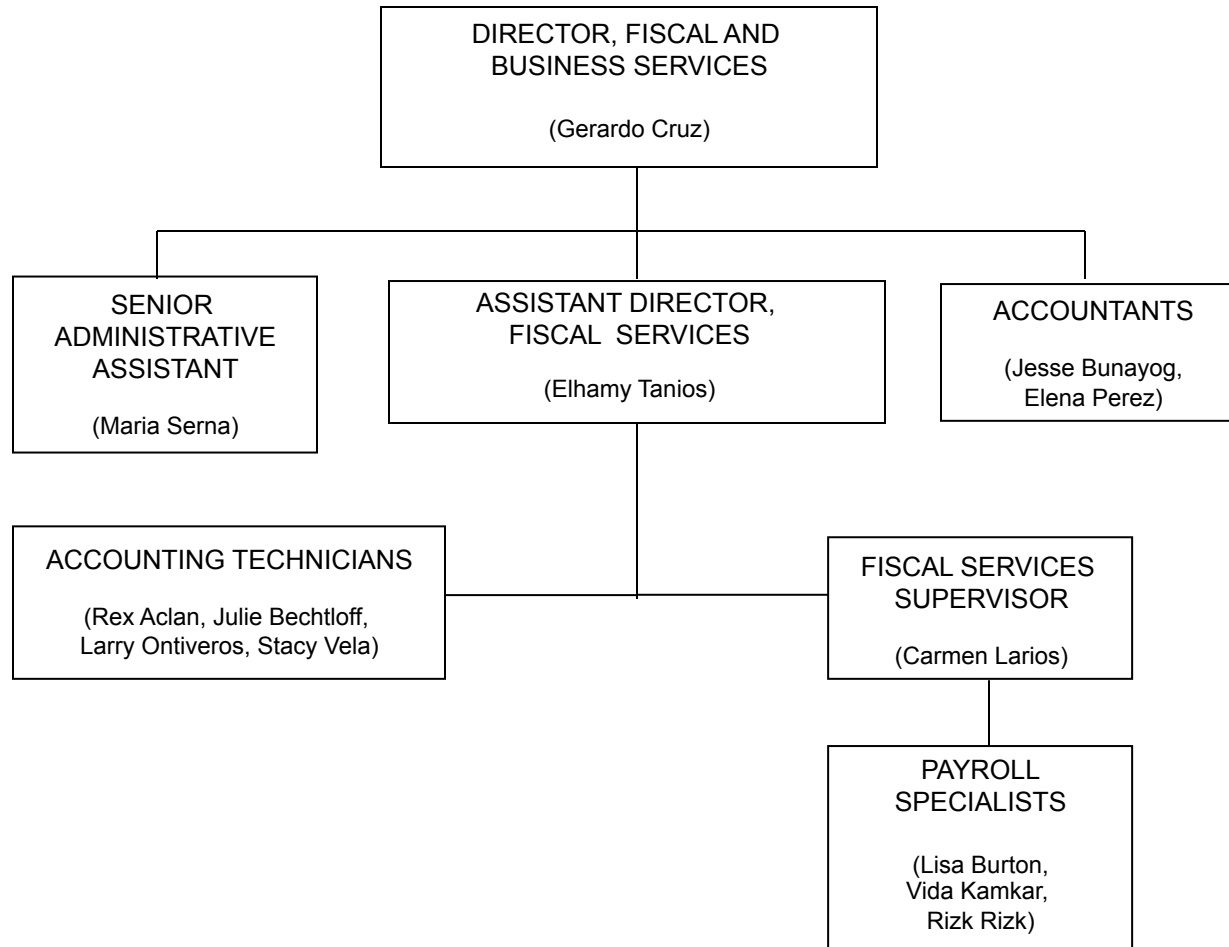 DIRECTOR, FISCAL AND
BUSINESS SERVICES
(Gerardo Cruz)
SENIOR
ADMINISTRATIVE
ASSISTANT
(Maria Serna)
ASSISTANT DIRECTOR,
FISCAL SERVICES
(Elhamy Tanios)
ACCOUNTANTS
(Jesse Bunayog,
Elena Perez)
ACCOUNTING TECHNICIANS
(Rex Aclan, Julie Bechtloff,
Larry Ontiveros, Stacy Vela)
FISCAL SERVICES
SUPERVISOR
(Carmen Larios)
PAYROLL
SPECIALISTS
(Lisa Burton,
Vida Kamkar,
Rizk Rizk)